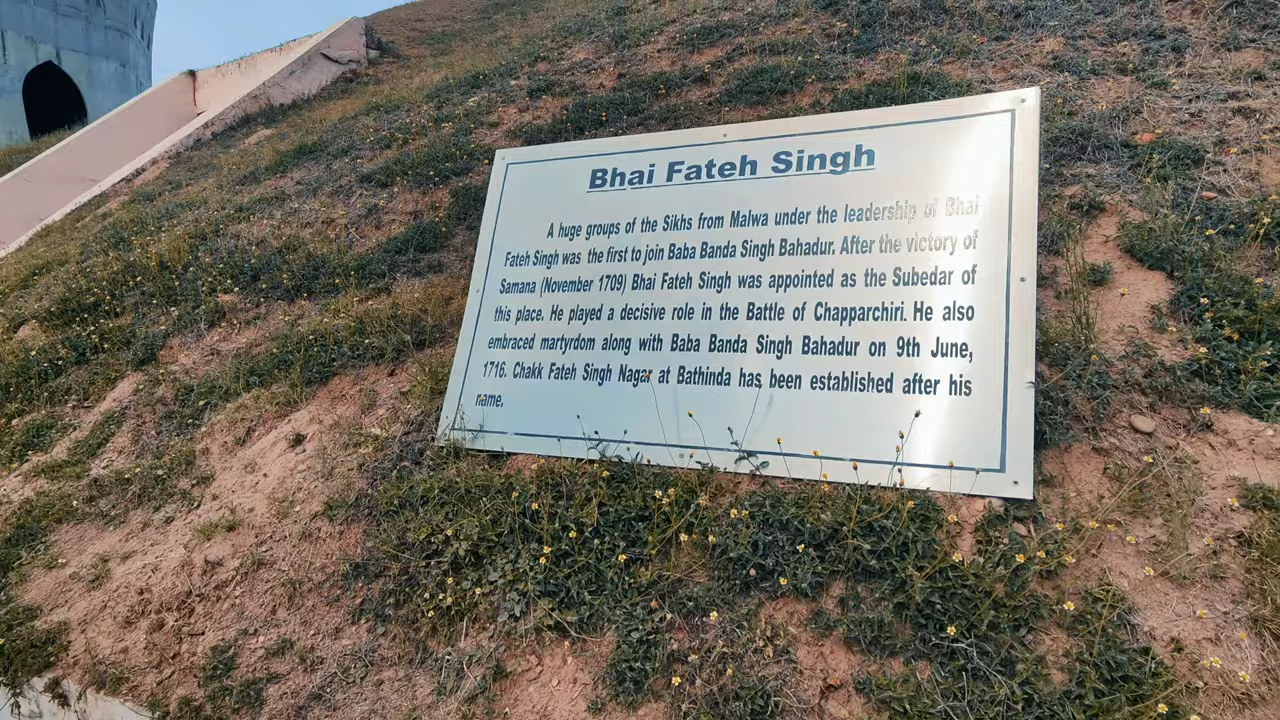 Bhai Fateh Singh
A huge groups of the Sikhs from Malwa under the leadership of Bhai
Fateh Singh was the first to join Baba Banda Singh Bahadur. After the victory of
Samana (November 1709) Bhai Fateh Singh was appointed as the Subedar of
this place. He played a decisive role in the Battle of Chapparchiri. He also
embraced martyrdom along with Baba Banda Singh Bahadur on 9th June,
1716. Chakk Fateh Singh Nagar at Bathinda has been established after his
name.